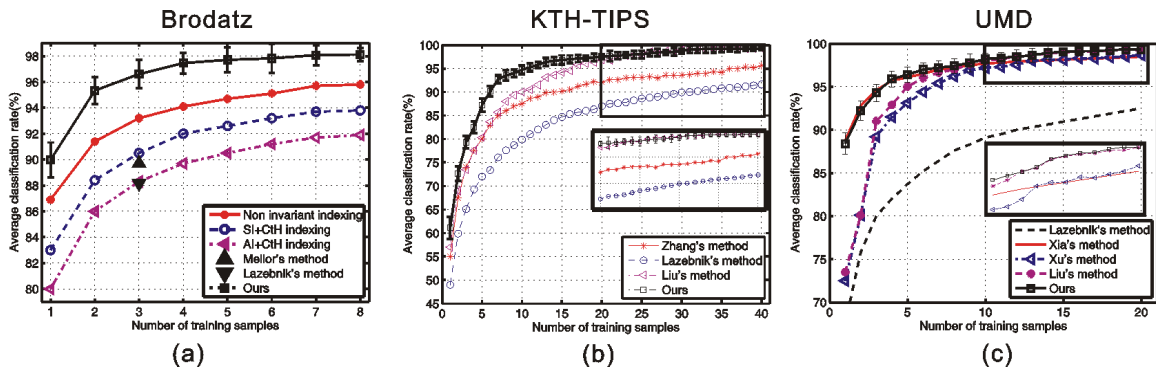 Brodatz
Average classification rate(%)
98
96
94
92
90
88
86
84
82
80
Non invariant indexing
SI+CtH indexing
AI+CtH indexing
Mellor's method
Lazebnik's method
Ours
1 2 3 4 5 6 7 8
Number of training samples
(a)
KTH-TIPS
Average classification rate(%)
100
95
90
85
80
75
70
65
60
55
50
45
Zhang's method
Lazebnik's method
Liu's method
Ours
0 5 10 15 20 25 30 35 40
Number of training samples
(b)
UMD
Average classification rate(%)
100
95
90
85
80
75
70
Lazebnik's method
Xia's method
Xu's method
Liu's method
Ours
0 5 10 15 20
Number of training samples
(c)